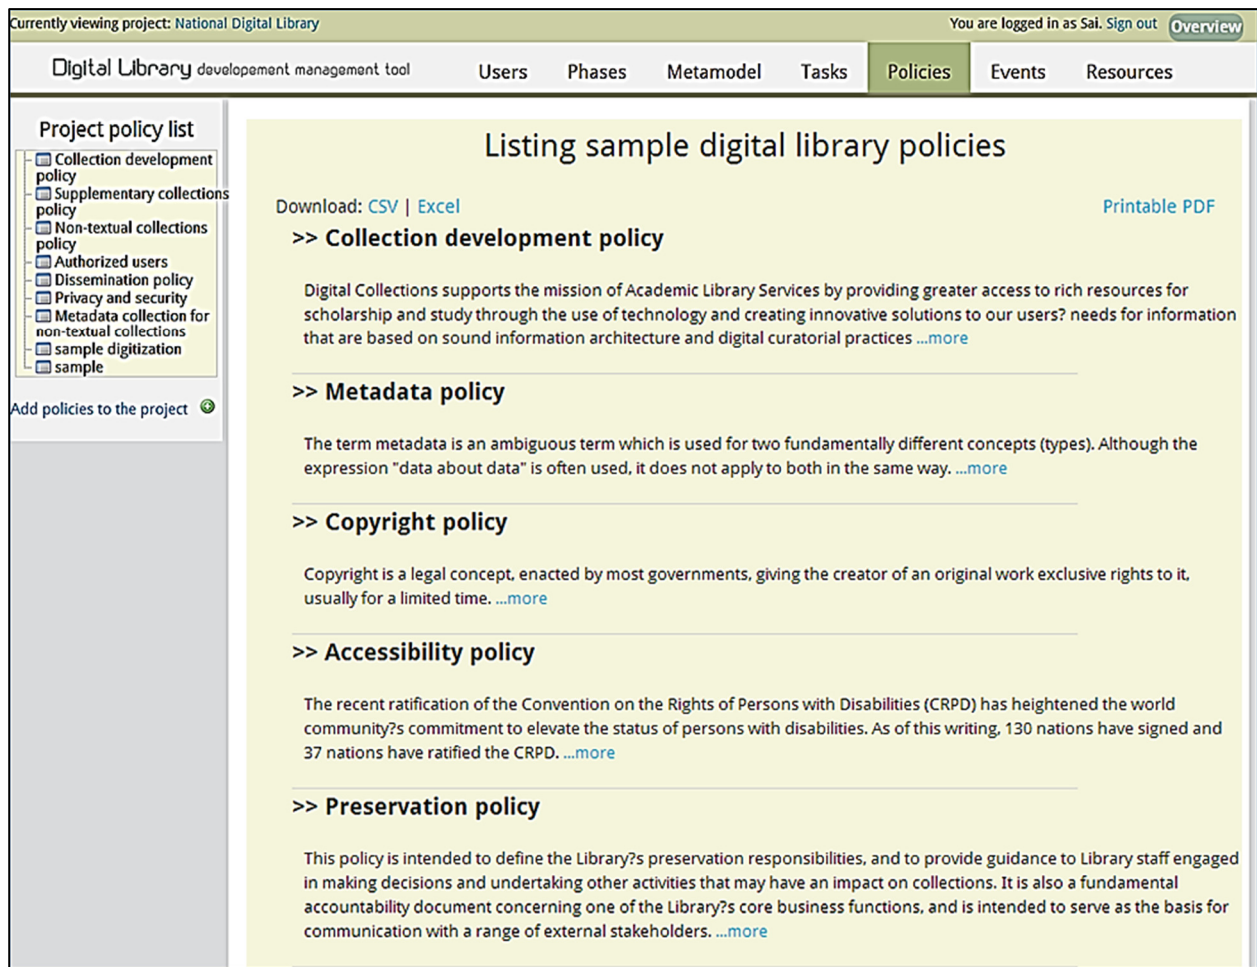 Currently viewing project: National Digital Library
You are logged in as Sai. Sign out Overview
Digital Library developement management tool
Users Phases Metamodel Tasks Policies Events Resources
Project policy list
Collection development
policy
Supplementary collections
policy
Non-textual collections
policy
Authorized users
Dissemination policy
Privacy and security
Metadata collection for
non-textual collections
sample digitization
sample
Add policies to the project
Listing sample digital library policies
Download: CSV | Excel
Printable PDF
>> Collection development policy
Digital Collections supports the mission of Academic Library Services by providing greater access to rich resources for
scholarship and study through the use of technology and creating innovative solutions to our users? needs for information
that are based on sound information architecture and digital curatorial practices ...more
>> Metadata policy
The term metadata is an ambiguous term which is used for two fundamentally different concepts (types). Although the
expression "data about data" is often used, it does not apply to both in the same way. ...more
>> Copyright policy
Copyright is a legal concept, enacted by most governments, giving the creator of an original work exclusive rights to it,
usually for a limited time. ...more
>> Accessibility policy
The recent ratification of the Convention on the Rights of Persons with Disabilities (CRPD) has heightened the world
community?s commitment to elevate the status of persons with disabilities. As of this writing, 130 nations have signed and
37 nations have ratified the CRPD. ...more
>> Preservation policy
This policy is intended to define the Library?s preservation responsibilities, and to provide guidance to Library staff engaged
in making decisions and undertaking other activities that may have an impact on collections. It is also a fundamental
accountability document concerning one of the Library?s core business functions, and is intended to serve as the basis for
communication with a range of external stakeholders. ...more